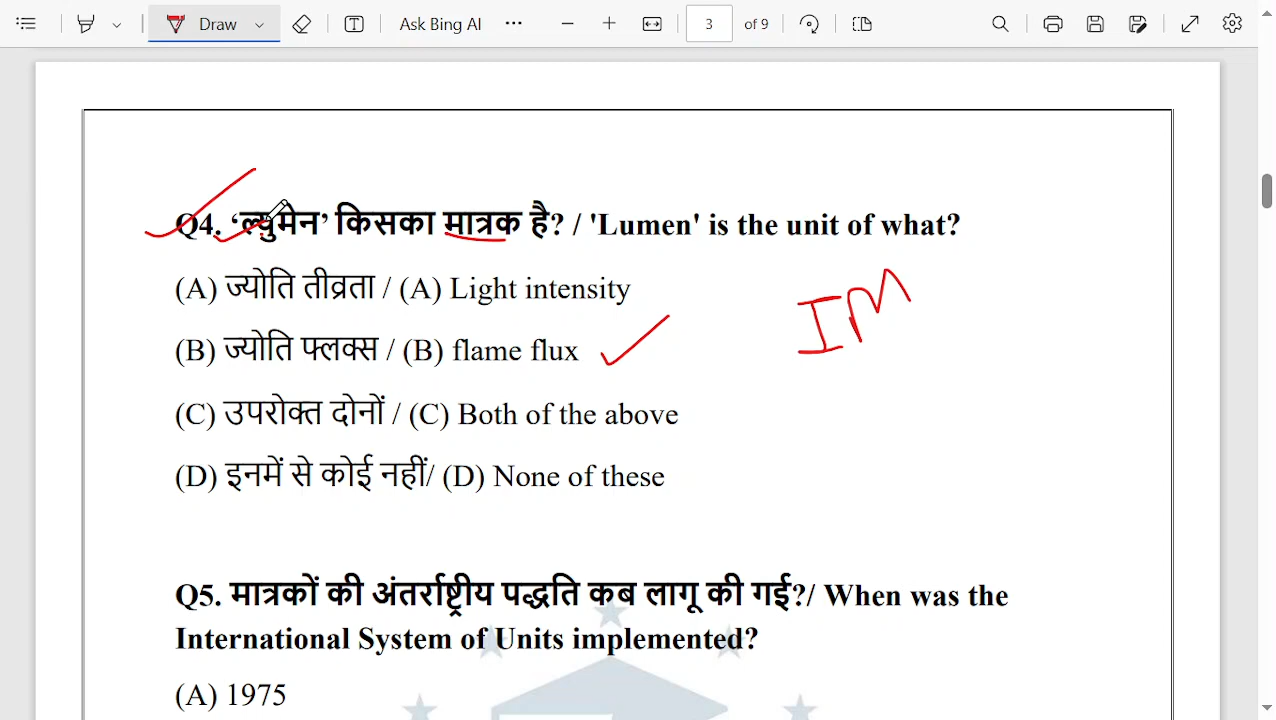 Draw
Ask Bing AI
3 of 9
Q4. ‘ल्युमेन’ किसका मात्रक है? / 'Lumen' is the unit of what?
(A) ज्योति तीव्रता / (A) Light intensity
(B) ज्योति फ्लक्स / (B) flame flux
(C) उपरोक्त दोनों / (C) Both of the above
(D) इनमें से कोई नहीं/ (D) None of these
IM
Q5. मात्रकों की अंतर्राष्ट्रीय पद्धति कब लागू की गई?/ When was the
International System of Units implemented?
(A) 1975